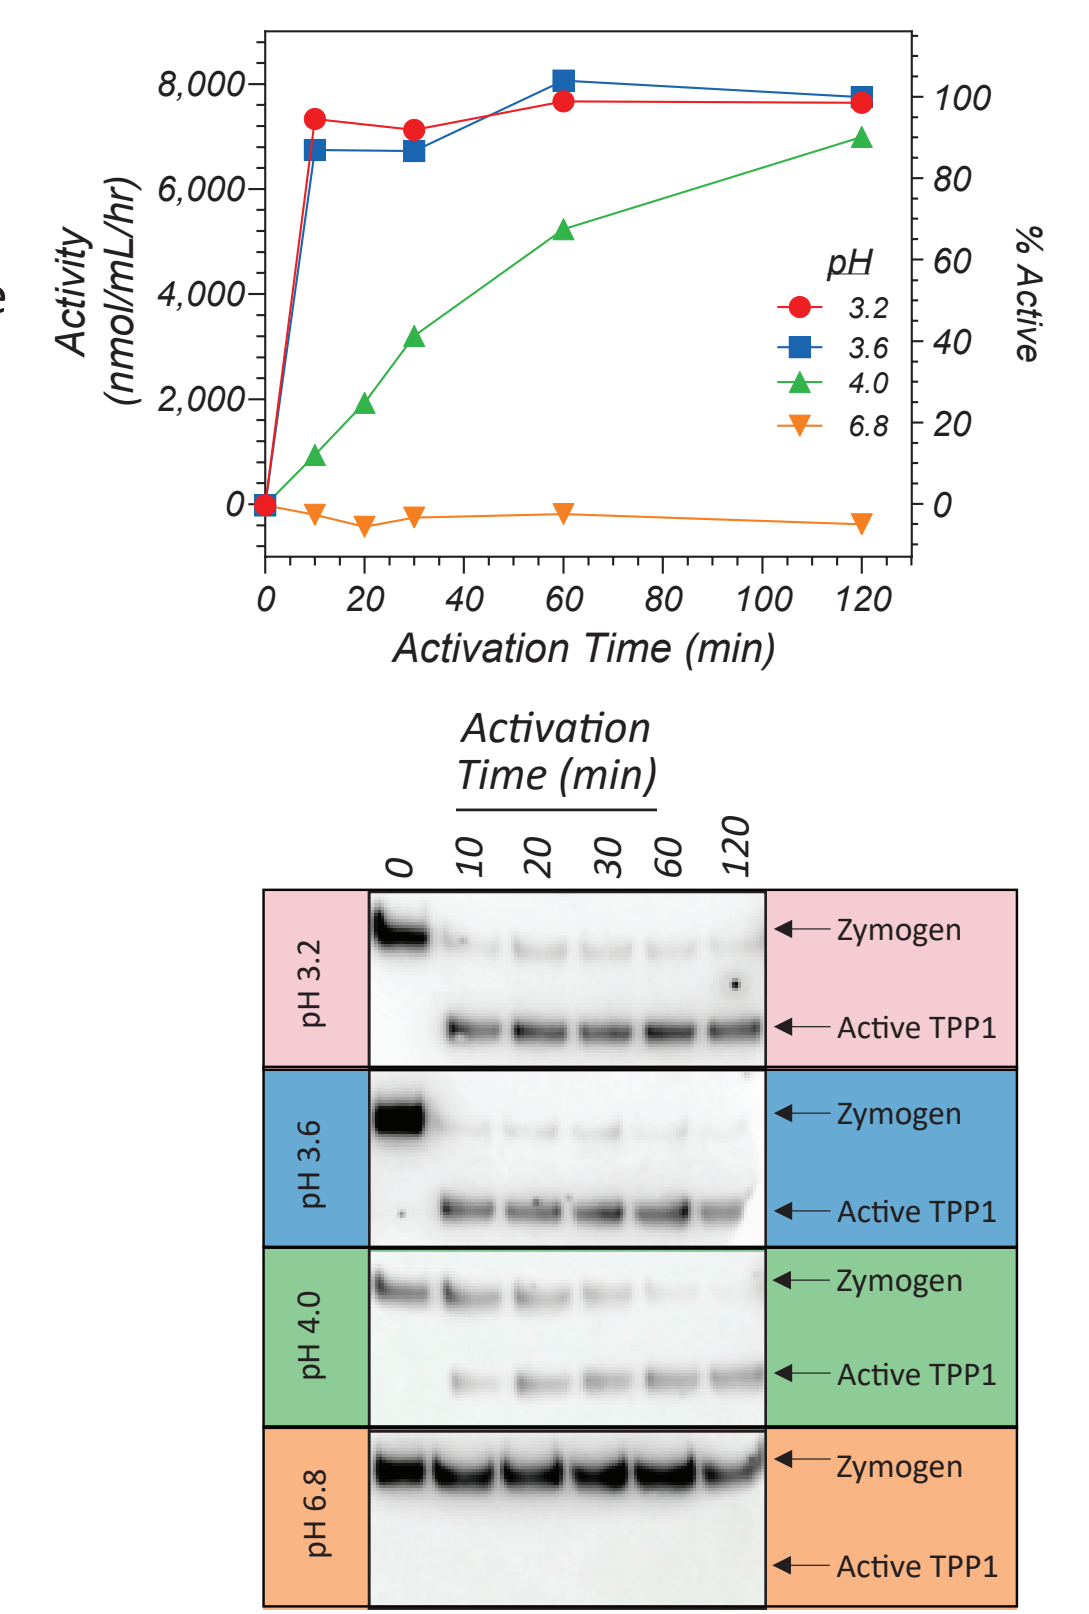 8,000
6,000
4,000
2,000
0
Activity
(nmol/mL/hr)
100
80
60
40
20
0
% Active
pH
3.2
3.6
4.0
6.8
0 20 40 60 80 100 120
Activation Time (min)
Activation
Time (min)
0 10 20 30 60 120
pH 3.2
Zymogen
Active TPP1
pH 3.6
Zymogen
Active TPP1
pH 4.0
Zymogen
Active TPP1
pH 6.8
Zymogen
Active TPP1